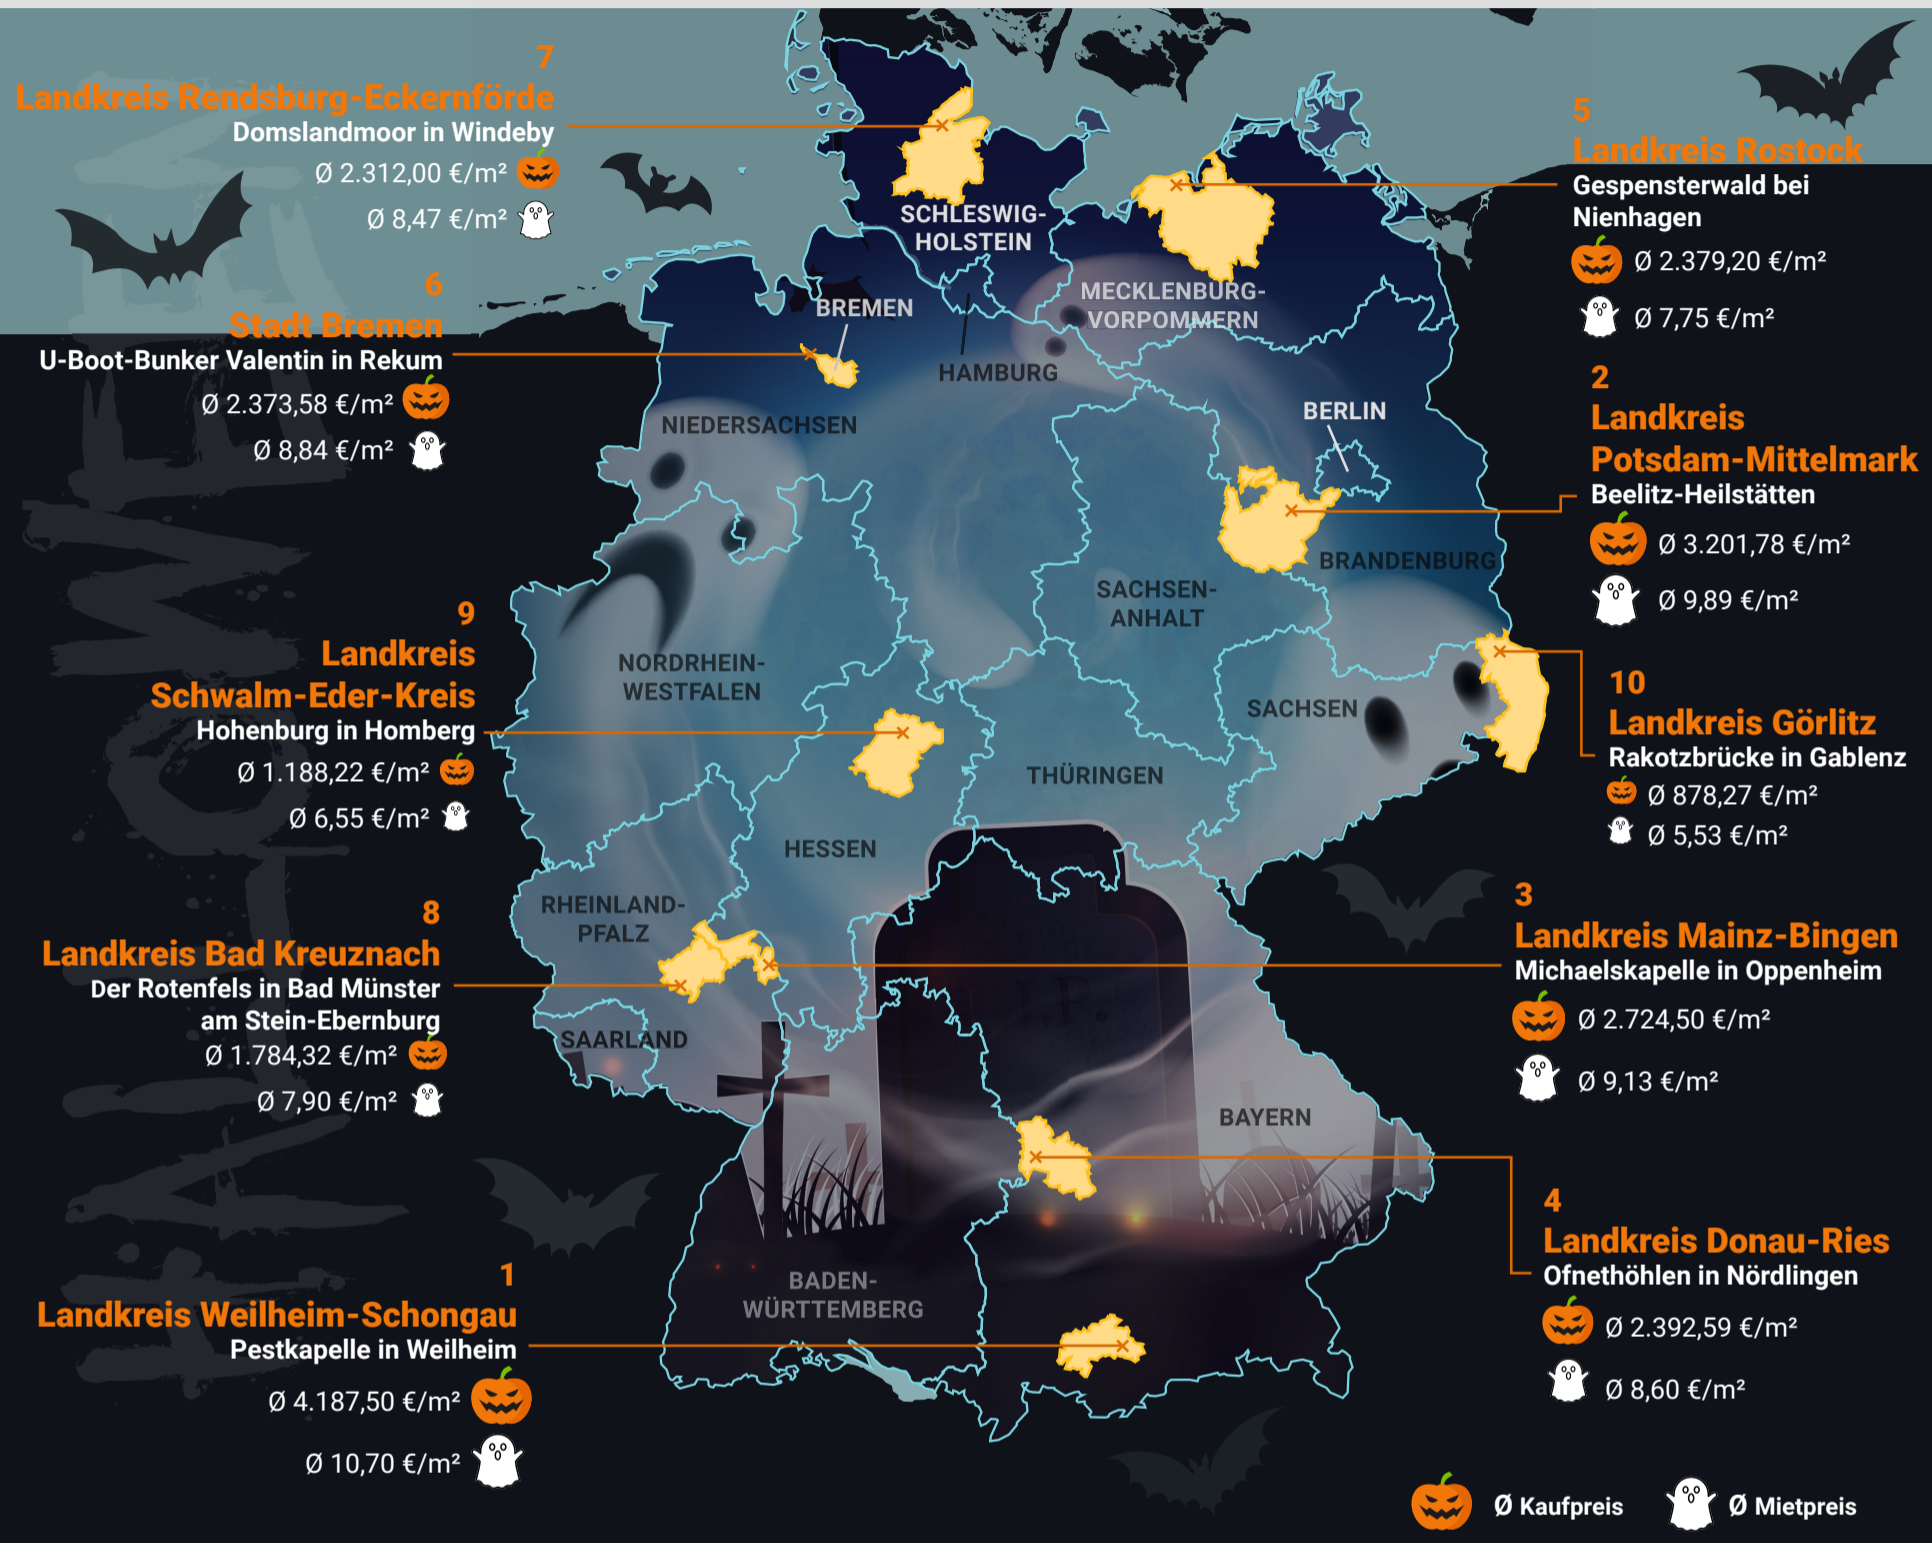 7
Landkreis Rendsburg-Eckernförde
Domslandmoor in Windeby
Ø 2.312,00 €/m²
Ø 8,47 €/m²
6
Stadt Bremen
U-Boot-Bunker Valentin in Rekum
Ø 2.373,58 €/m²
Ø 8,84 €/m²
9
Landkreis
Schwalm-Eder-Kreis
Hohenburg in Homberg
Ø 1.188,22 €/m²
Ø 6,55 €/m²
8
Landkreis Bad Kreuznach
Der Rotenfels in Bad Münster
am Stein-Ebernburg
Ø 1.784,32 €/m²
Ø 7,90 €/m²
1
Landkreis Weilheim-Schongau
Pestkapelle in Weilheim
Ø 4.187,50 €/m²
Ø 10,70 €/m²
SCHLESWIG-
HOLSTEIN
MECKLENBURG-
VORPOMMERN
BREMEN
HAMBURG
NIEDERSACHSEN
BERLIN
BRANDENBURG
SACHSEN-
ANHALT
NORDRHEIN-
WESTFALEN
SACHSEN
THÜRINGEN
HESSEN
RHEINLAND-
PFALZ
SAARLAND
BAYERN
BADEN-
WÜRTTEMBERG
5
Landkreis Rostock
Gespensterwald bei
Nienhagen
Ø 2.379,20 €/m²
Ø 7,75 €/m²
2
Landkreis
Potsdam-Mittelmark
Beelitz-Heilstätten
Ø 3.201,78 €/m²
Ø 9,89 €/m²
10
Landkreis Görlitz
Rakotzbrücke in Gablenz
Ø 878,27 €/m²
Ø 5,53 €/m²
3
Landkreis Mainz-Bingen
Michaelskapelle in Oppenheim
Ø 2.724,50 €/m²
Ø 9,13 €/m²
4
Landkreis Donau-Ries
Ofnethöhlen in Nördlingen
Ø 2.392,59 €/m²
Ø 8,60 €/m²
Ø Kaufpreis
Ø Mietpreis